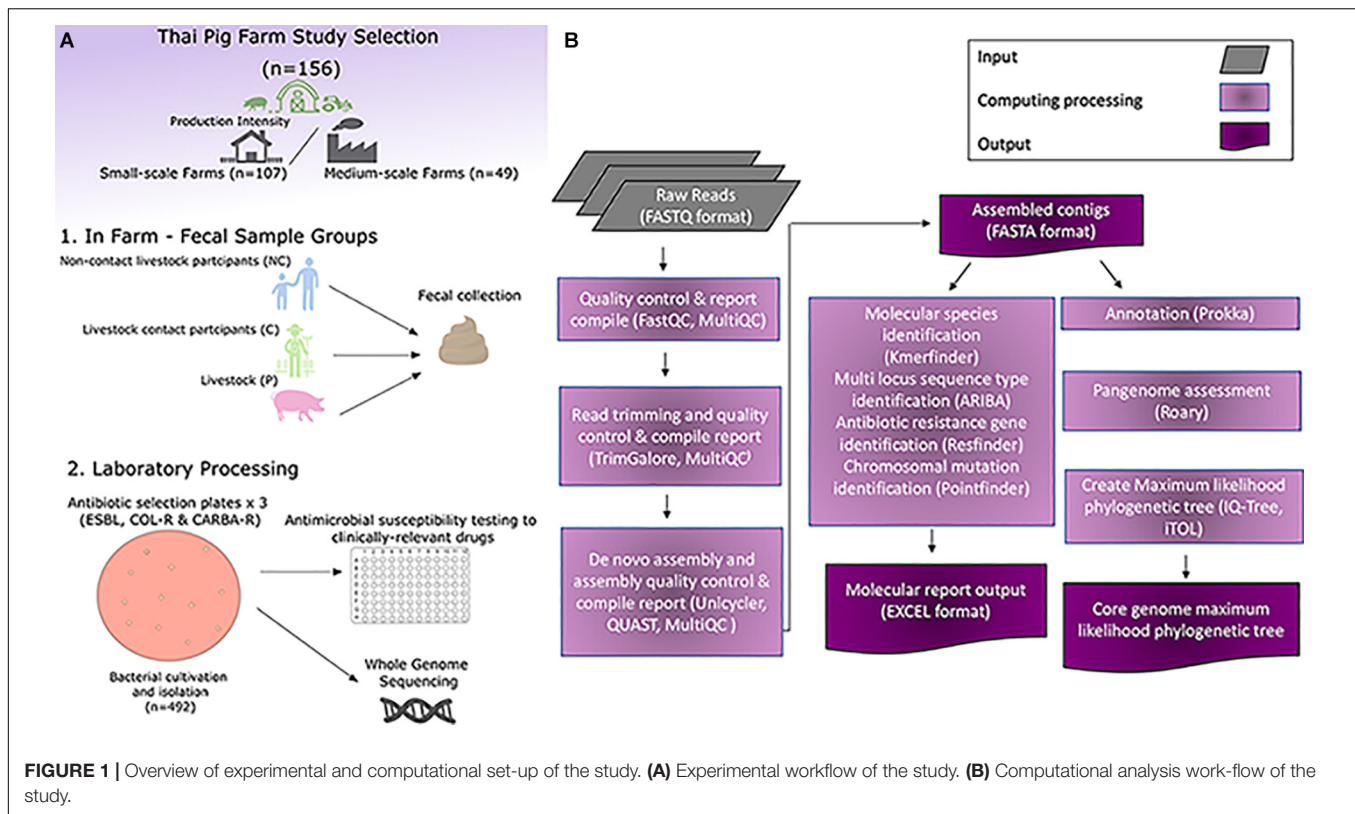 A
Thai Pig Farm Study Selection
(n=156)
Production Intensity
Small-scale Farms (n=107)
Medium-scale Farms (n=49)
1. In Farm - Fecal Sample Groups
Non-contact livestock partcipants (NC)
Livestock contact partcipants (C)
Livestock (P)
Fecal collection
2. Laboratory Processing
Antibiotic selection plates x 3
(ESBL, COL-R & CARBA-R)
Bacterial cultivation
and isolation
(n=492)
Antimicrobial susceptibility testing to
clinically-relevant drugs
Whole Genome
Sequencing
B
Input
Computing processing
Output
Raw Reads
(FASTQ format)
Quality control & report
compile (FastQC, MultiQC)
Read trimming and quality
control & compile report
(TrimGalore, MultiQC)
De novo assembly and
assembly quality control &
compile report (Unicycler,
QUAST, MultiQC )
Assembled contigs
(FASTA format)
Molecular species
identification
(Kmerfinder)
Multi locus sequence type
identification (ARIBA)
Antibiotic resistance gene
identification (Resfinder)
Chromosomal mutation
identification (Pointfinder)
Molecular report output
(EXCEL format)
Annotation (Prokka)
Pangenome assessment
(Roary)
Create Maximum likelihood
phylogenetic tree (IQ-Tree,
iTOL)
Core genome maximum
likelihood phylogenetic tree
FIGURE 1 | Overview of experimental and computational set-up of the study. (A) Experimental workflow of the study. (B) Computational analysis work-flow of the
study.